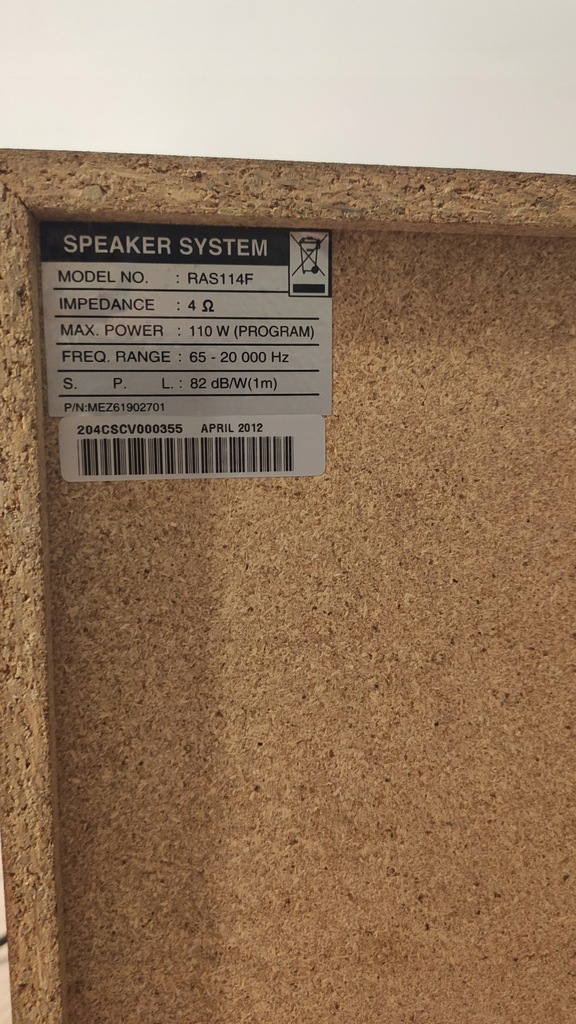 SPEAKER SYSTEM
MODEL NO. : RAS114F
IMPEDANCE : 4 Ω
MAX. POWER : 110 W (PROGRAM)
FREQ. RANGE : 65 - 20 000 Hz
S. P. L. : 82 dB/W(1m)
P/N:MEZ61902701
204CSCV000355 APRIL 2012